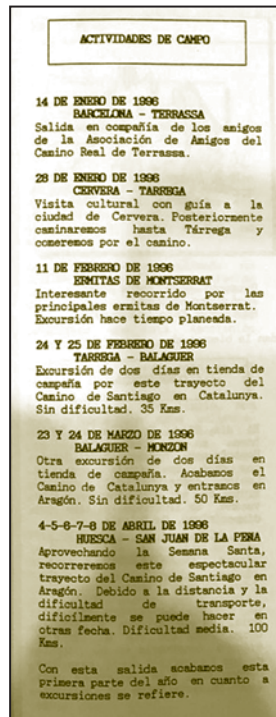 ACTIVIDADES DE CAMPO
14 DE ENERO DE 1996
BARCELONA - TERRASSA
Salida en compañía de los amigos
de la Asociación de Amigos del
Camino Real de Terrassa.
28 DE ENERO DE 1996
CERVERA - TARREGA
Visita cultural con guía a la
ciudad de Cervera. Posteriormente
caminaremos hasta Tárrega y
comeremos por el camino.
11 DE FEBRERO DE 1996
ERMITAS DE MONTSERRAT
Interesante recorrido por las
principales ermitas de Montserrat.
Excursión hace tiempo planeada.
24 Y 25 DE FEBRERO DE 1996
TARREGA - BALAGUER
Excursión de dos días en tienda de
campaña por este trayecto del
Camino de Santiago en Catalunya.
Sin dificultad. 35 Kms.
23 Y 24 DE MARZO DE 1996
BALAGUER - MONZON
Otra excursión de dos días en
tienda de campaña. Acabamos el
Camino de Catalunya y entramos en
Aragón. Sin dificultad. 50 Kms.
4-5-6-7-8 DE ABRIL DE 1996
HUESCA - SAN JUAN DE LA PEÑA
Aprovechando la Semana Santa,
recorreremos este espectacular
trayecto del Camino de Santiago en
Aragón. Debido a la distancia y la
dificultad de transporte,
dificílmente se puede hacer en
otras fecha. Dificultad media. 100
Kms.
Con esta salida acabamos esta
primera parte del año en cuanto a
excursiones se refiere.